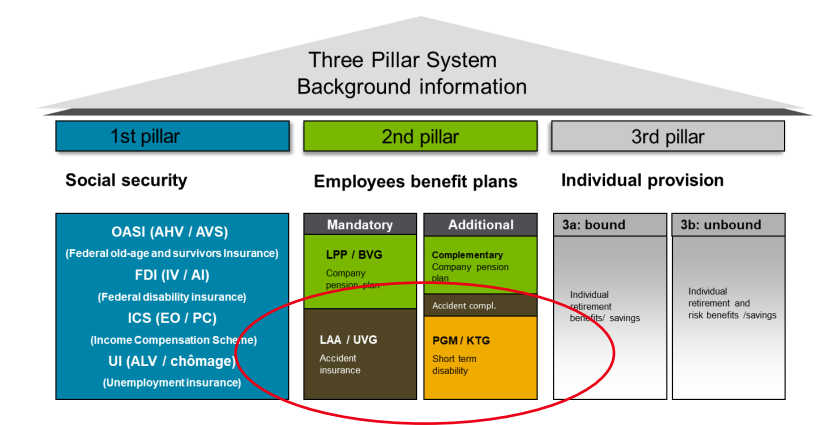 Three Pillar System
Background information
1st pillar
2nd pillar
3rd pillar
Social security
Employees benefit plans
Individual provision
OASI (AHV / AVS)
(Federal old-age and survivors Insurance)
FDI (IV / AI)
(Federal disability insurance)
ICS (EO / PC)
(Income Compensation Scheme)
UI (ALV / chômage)
(Unemployment insurance)
Mandatory
LPP / BVG
Company
pension plan
LAA / UVG
Accident
insurance
Additional
Complementary
Company pension
plan
Accident compl.
PGM / KTG
Short term
disability
3a: bound
Individual
retirement
benefits/ savings
3b: unbound
Individual
retirement and
risk benefits /savings